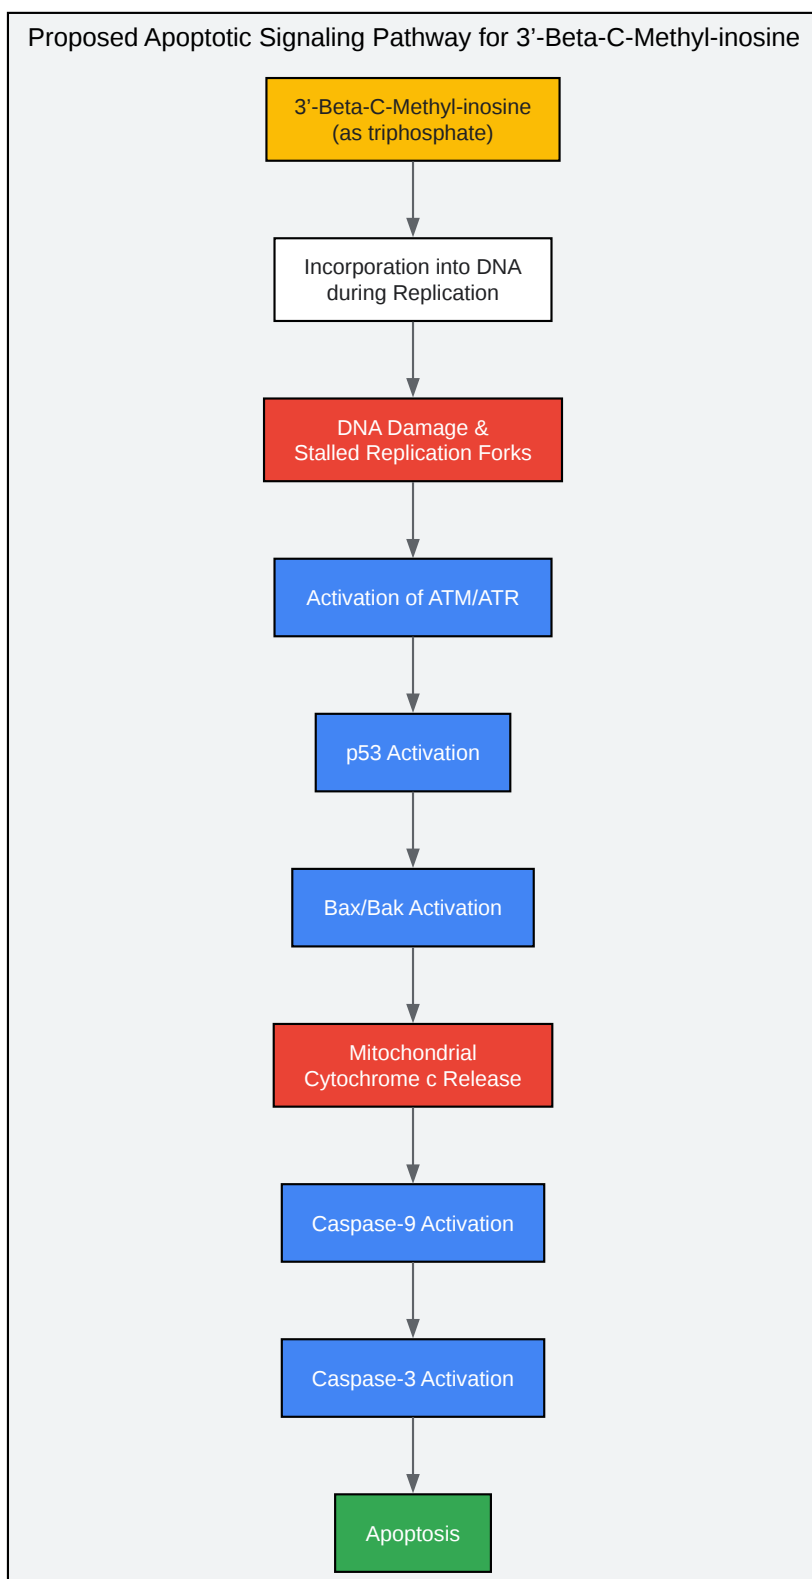 Proposed Apoptotic Signaling Pathway for 3’-Beta-C-Methyl-inosine
3’-Beta-C-Methyl-inosine
(as triphosphate)
Incorporation into DNA
during Replication
DNA Damage &
Stalled Replication Forks
Activation of ATM/ATR
p53 Activation
Bax/Bak Activation
Mitochondrial
Cytochrome c Release
Caspase-9 Activation
Caspase-3 Activation
Apoptosis